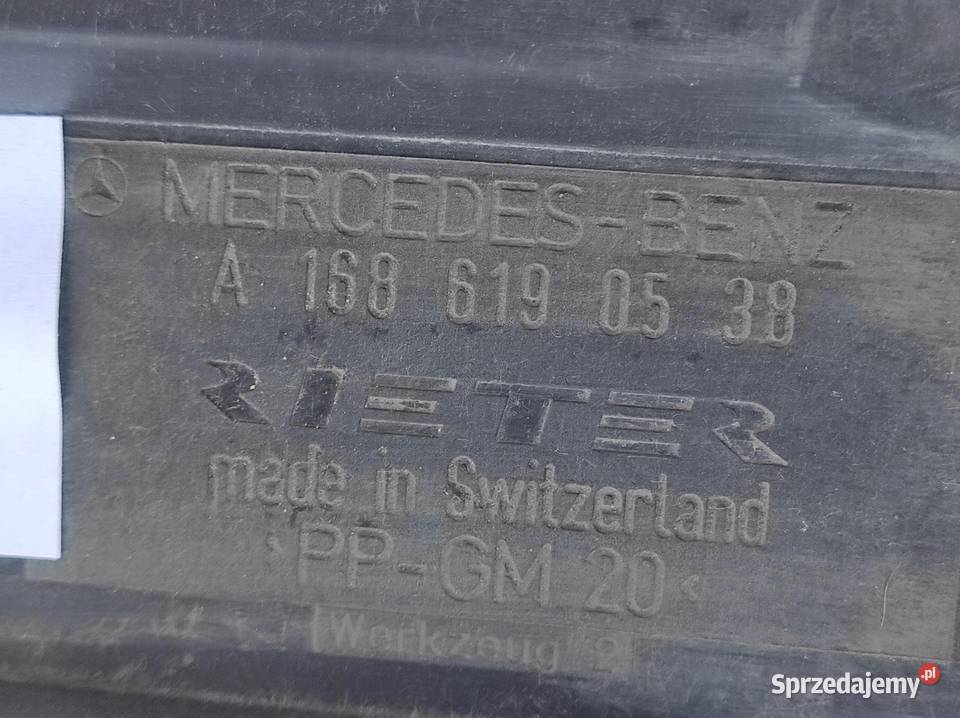 MERCEDES-BENZ
A 168 619 05 38
RIETER
made in Switzerland
>PP-GM 20<
Werkzeug 2
Sprzedajemy.pl